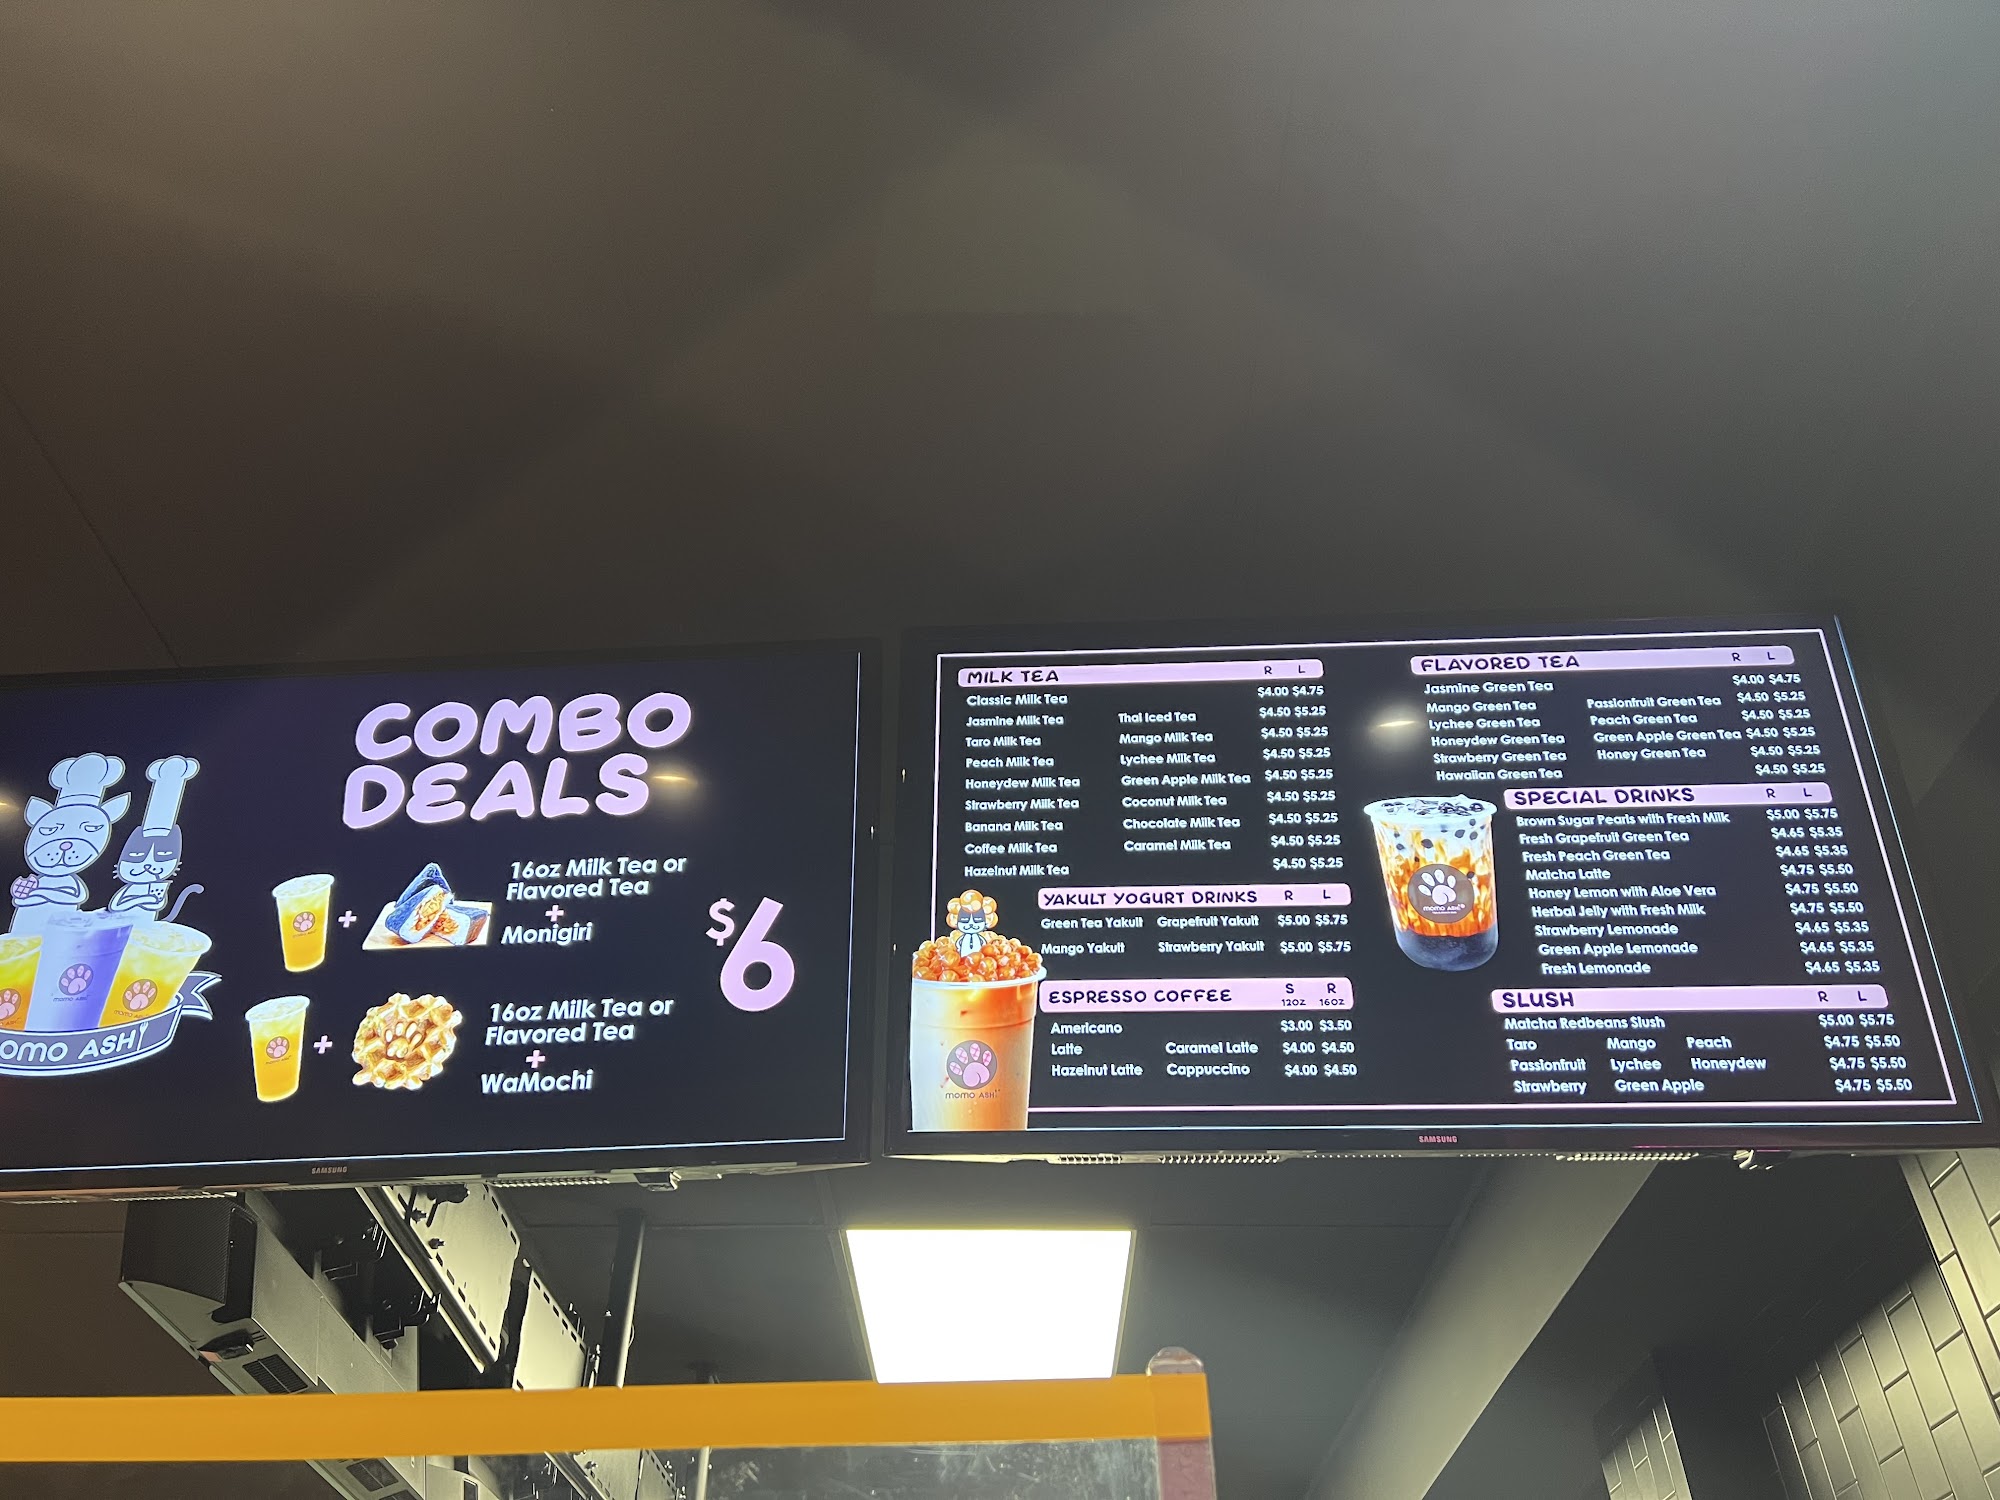 COMBO
DEALS
16oz Milk Tea or
Flavored Tea
+
Monigiri
+
$6
16oz Milk Tea or
Flavored Tea
+
WaMochi
+
momo ASH
omo ASH
SAMSUNG
MILK TEA R L
Classic Milk Tea $4.00 $4.75
Jasmine Milk Tea Thai Iced Tea $4.50 $5.25
Taro Milk Tea Mango Milk Tea $4.50 $5.25
Peach Milk Tea Lychee Milk Tea $4.50 $5.25
Honeydew Milk Tea Green Apple Milk Tea $4.50 $5.25
Strawberry Milk Tea Coconut Milk Tea $4.50 $5.25
Banana Milk Tea Chocolate Milk Tea $4.50 $5.25
Coffee Milk Tea Caramel Milk Tea $4.50 $5.25
Hazelnut Milk Tea $4.50 $5.25
YAKULT YOGURT DRINKS R L
Green Tea Yakult Grapefruit Yakult $5.00 $5.75
Mango Yakult Strawberry Yakult $5.00 $5.75
ESPRESSO COFFEE S R
12OZ 16OZ
Americano $3.00 $3.50
Latte Caramel Latte $4.00 $4.50
Hazelnut Latte Cappuccino $4.00 $4.50
momo ASH
FLAVORED TEA R L
Jasmine Green Tea $4.00 $4.75
Mango Green Tea Passionfruit Green Tea $4.50 $5.25
Lychee Green Tea Peach Green Tea $4.50 $5.25
Honeydew Green Tea Green Apple Green Tea $4.50 $5.25
Strawberry Green Tea Honey Green Tea $4.50 $5.25
Hawaiian Green Tea $4.50 $5.25
momo ASH
SPECIAL DRINKS R L
Brown Sugar Pearls with Fresh Milk $5.00 $5.75
Fresh Grapefruit Green Tea $4.65 $5.35
Fresh Peach Green Tea $4.65 $5.35
Matcha Latte $4.75 $5.50
Honey Lemon with Aloe Vera $4.75 $5.50
Herbal Jelly with Fresh Milk $4.75 $5.50
Strawberry Lemonade $4.65 $5.35
Green Apple Lemonade $4.65 $5.35
Fresh Lemonade $4.65 $5.35
SLUSH R L
Matcha Redbeans Slush $5.00 $5.75
Taro Mango Peach $4.75 $5.50
Passionfruit Lychee Honeydew $4.75 $5.50
Strawberry Green Apple $4.75 $5.50
SAMSUNG